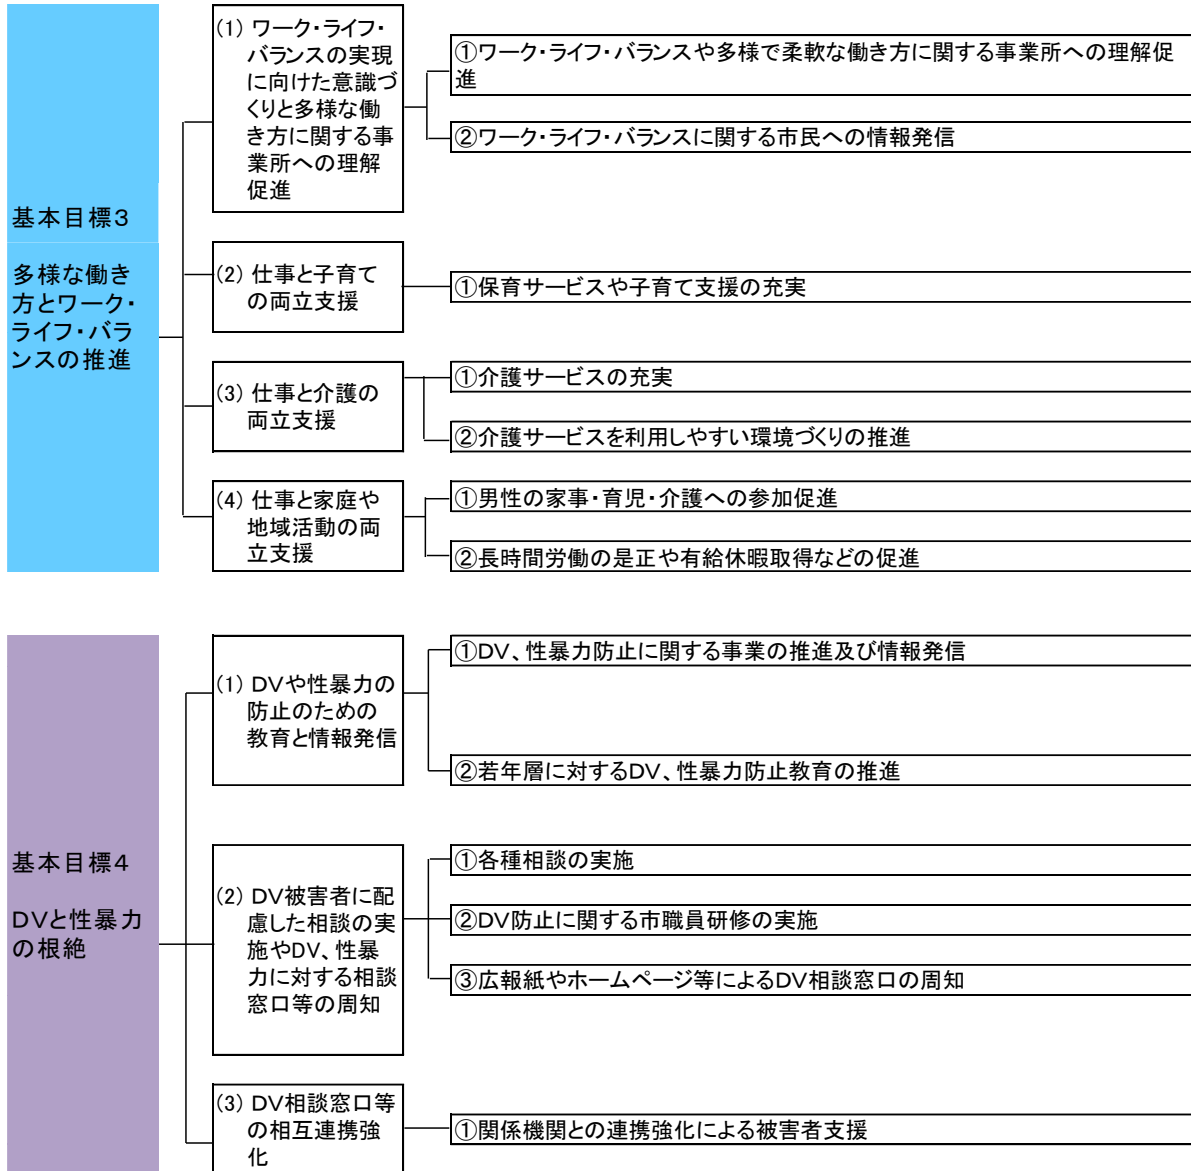 基本目標3
多様な働き
方とワーク・
ライフ・バラ
ンスの推進
(1) ワーク・ライフ・
バランスの実現
に向けた意識づ
くりと多様な働
き方に関する事
業所への理解
促進
①ワーク・ライフ・バランスや多様で柔軟な働き方に関する事業所への理解促
進
②ワーク・ライフ・バランスに関する市民への情報発信
(2) 仕事と子育て
の両立支援
①保育サービスや子育て支援の充実
(3) 仕事と介護の
両立支援
①介護サービスの充実
②介護サービスを利用しやすい環境づくりの推進
(4) 仕事と家庭や
地域活動の両
立支援
①男性の家事・育児・介護への参加促進
②長時間労働の是正や有給休暇取得などの促進
基本目標4
DVと性暴力
の根絶
(1) DVや性暴力の
防止のための
教育と情報発信
①DV、性暴力防止に関する事業の推進及び情報発信
②若年層に対するDV、性暴力防止教育の推進
(2) DV被害者に配
慮した相談の実
施やDV、性暴
力に対する相談
窓口等の周知
①各種相談の実施
②DV防止に関する市職員研修の実施
③広報紙やホームページ等によるDV相談窓口の周知
(3) DV相談窓口等
の相互連携強
化
①関係機関との連携強化による被害者支援